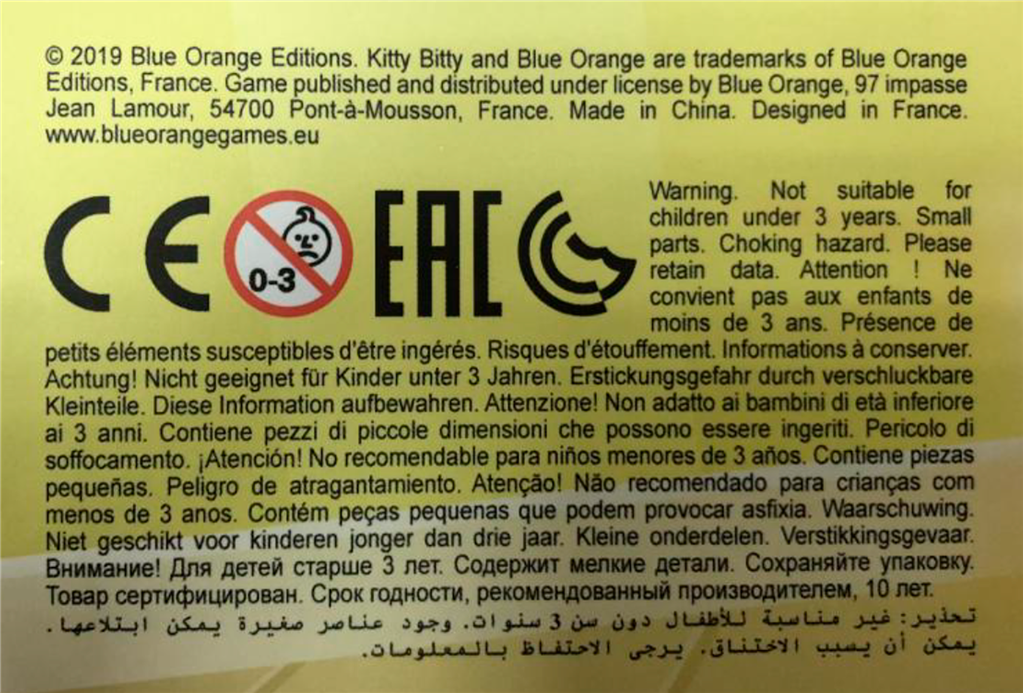 © 2019 Blue Orange Editions. Kitty Bitty and Blue Orange are trademarks of Blue Orange
Editions, France. Game published and distributed under license by Blue Orange, 97 impasse
Jean Lamour, 54700 Pont-à-Mousson, France. Made in China. Designed in France.
www.blueorangegames.eu
CE 0-3 EAC
Warning. Not suitable for
children under 3 years. Small
parts. Choking hazard. Please
retain data. Attention ! Ne
convient pas aux enfants de
moins de 3 ans. Présence de
petits éléments susceptibles d'être ingérés. Risques d'étouffement. Informations à conserver.
Achtung! Nicht geeignet für Kinder unter 3 Jahren. Erstickungsgefahr durch verschluckbare
Kleinteile. Diese Information aufbewahren. Attenzione! Non adatto ai bambini di età inferiore
ai 3 anni. Contiene pezzi di piccole dimensioni che possono essere ingeriti. Pericolo di
soffocamento. ¡Atención! No recomendable para niños menores de 3 años. Contiene piezas
pequeñas. Peligro de atragantamiento. Atenção! Não recomendado para crianças com
menos de 3 anos. Contém peças pequenas que podem provocar asfixia. Waarschuwing.
Niet geschikt voor kinderen jonger dan drie jaar. Kleine onderdelen. Verstikkingsgevaar.
Внимание! Для детей старше 3 лет. Содержит мелкие детали. Сохраняйте упаковку.
Товар сертифицирован. Срок годности, рекомендованный производителем, 10 лет.
تحذير: غير مناسبة للأطفال دون سن 3 سنوات. وجود عناصر صغيرة يمكن ابتلاعها.
يمكن أن يسبب الاختناق. يرجى الاحتفاظ بالمعلومات.